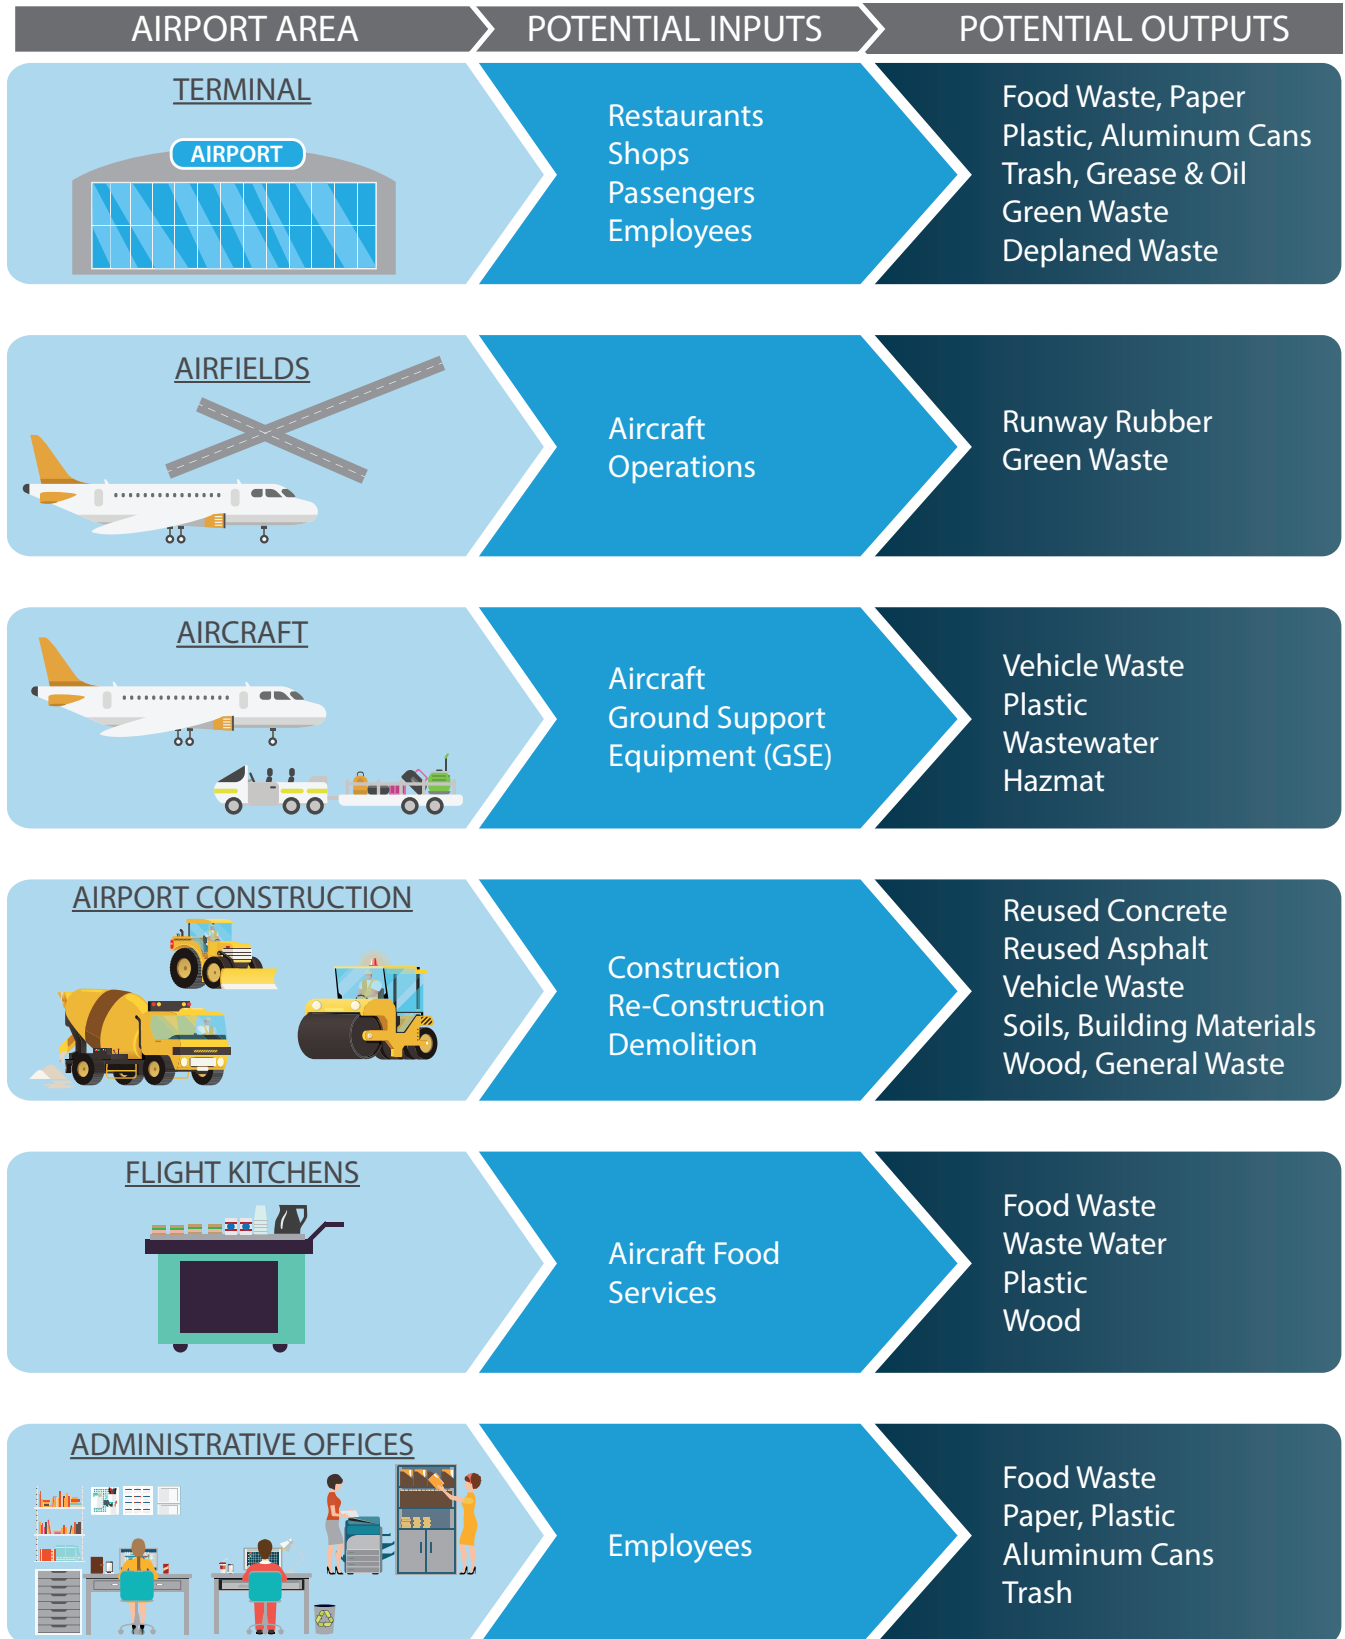 AIRPORT AREA
POTENTIAL INPUTS
POTENTIAL OUTPUTS
TERMINAL
AIRPORT
Restaurants
Shops
Passengers
Employees
Food Waste, Paper
Plastic, Aluminum Cans
Trash, Grease & Oil
Green Waste
Deplaned Waste
AIRFIELDS
Aircraft
Operations
Runway Rubber
Green Waste
AIRCRAFT
Aircraft
Ground Support
Equipment (GSE)
Vehicle Waste
Plastic
Wastewater
Hazmat
AIRPORT CONSTRUCTION
Construction
Re-Construction
Demolition
Reused Concrete
Reused Asphalt
Vehicle Waste
Soils, Building Materials
Wood, General Waste
FLIGHT KITCHENS
Aircraft Food
Services
Food Waste
Waste Water
Plastic
Wood
ADMINISTRATIVE OFFICES
Employees
Food Waste
Paper, Plastic
Aluminum Cans
Trash